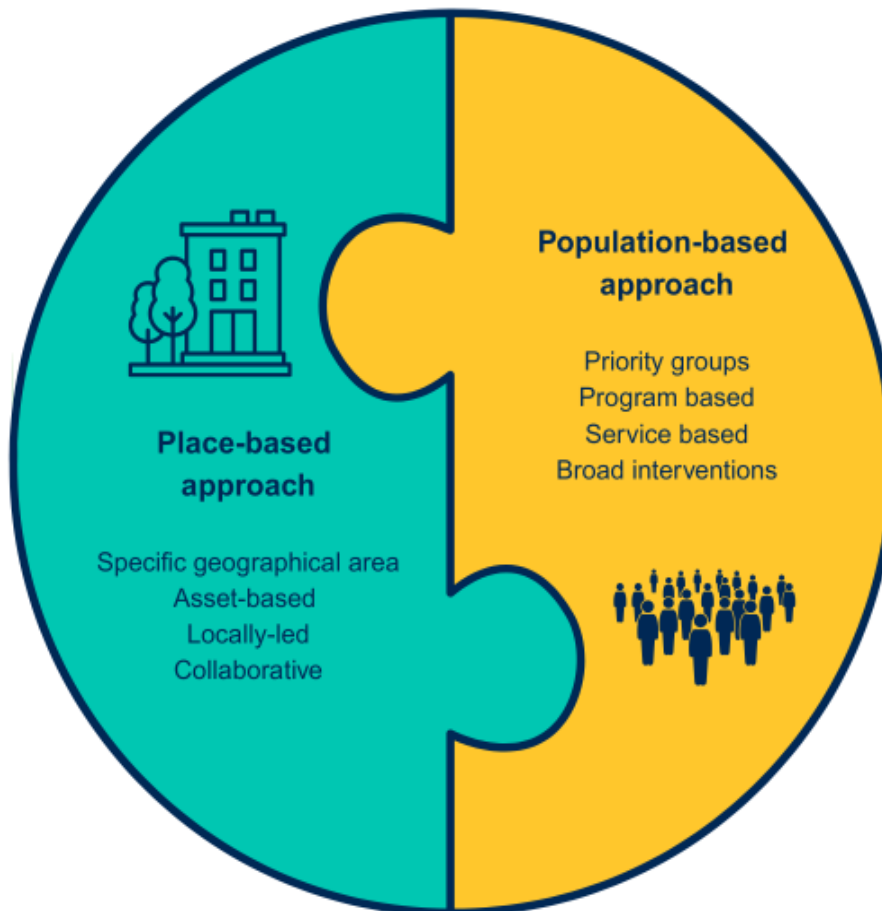 Place-based
approach
Specific geographical area
Asset-based
Locally-led
Collaborative
Population-based
approach
Priority groups
Program based
Service based
Broad interventions